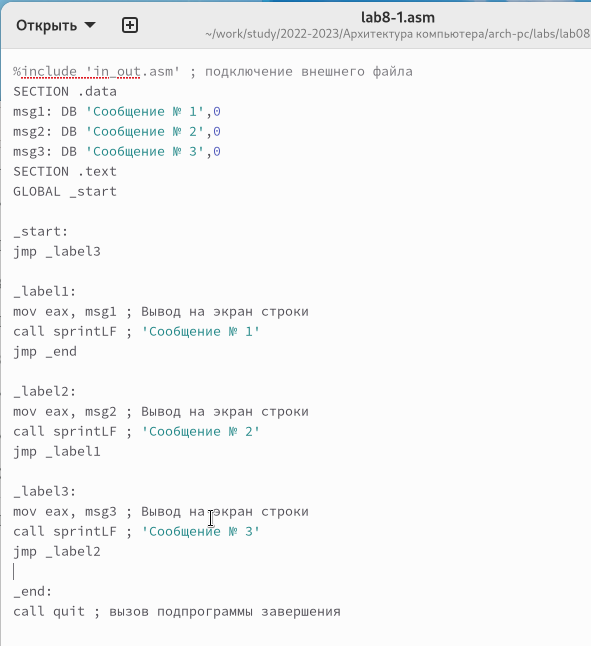 Открыть
lab8-1.asm
~/work/study/2022-2023/Архитектура компьютера/arch-pc/labs/lab08
%include 'in_out.asm' ; подключение внешнего файла
SECTION .data
msg1: DB 'Сообщение № 1',0
msg2: DB 'Сообщение № 2',0
msg3: DB 'Сообщение № 3',0
SECTION .text
GLOBAL _start
_start:
jmp _label3
_label1:
mov eax, msg1 ; Вывод на экран строки
call sprintLF ; 'Сообщение № 1'
jmp _end
_label2:
mov eax, msg2 ; Вывод на экран строки
call sprintLF ; 'Сообщение № 2'
jmp _label1
_label3:
mov eax, msg3 ; Вывод на экран строки
call sprintLF ; 'Сообщение № 3'
jmp _label2
_end:
call quit ; вызов подпрограммы завершения